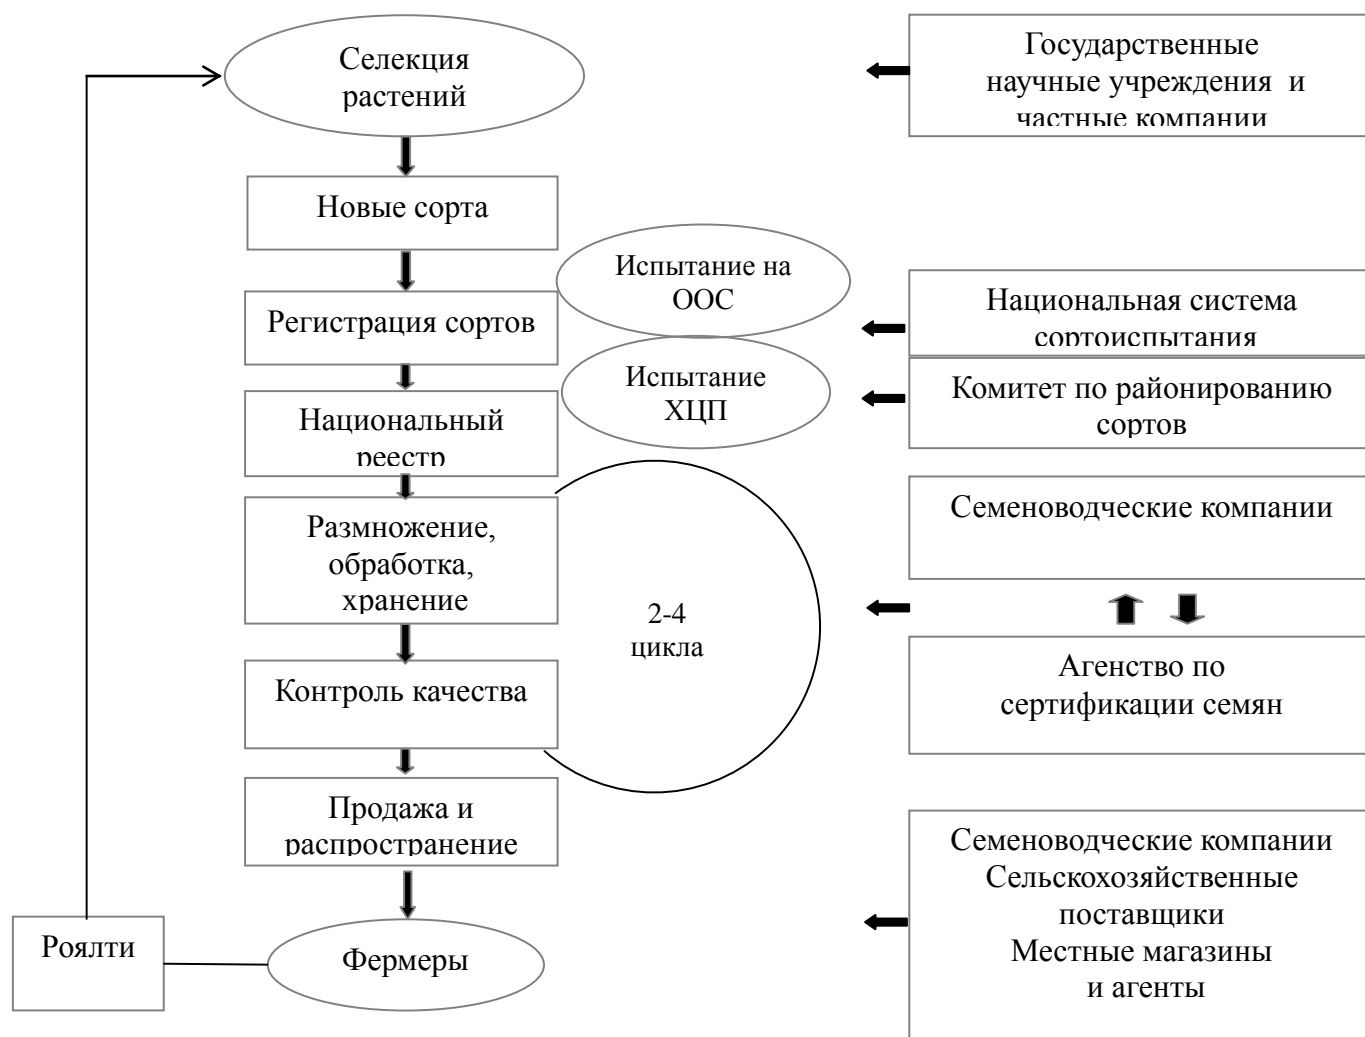 Селекция
растений
Государственные
научные учреждения и
частные компании
Новые сорта
Испытание на
ООС
Регистрация сортов
Национальная система
сортоиспытания
Испытание
ХЦП
Комитет по районированию
сортов
Национальный
реестр
Размножение,
обработка,
хранение
Семеноводческие компании
2-4
цикла
Контроль качества
Агенство по
сертификации семян
Продажа и
распространение
Семеноводческие компании
Сельскохозяйственные
поставщики
Местные магазины
и агенты
Роялти
Фермеры